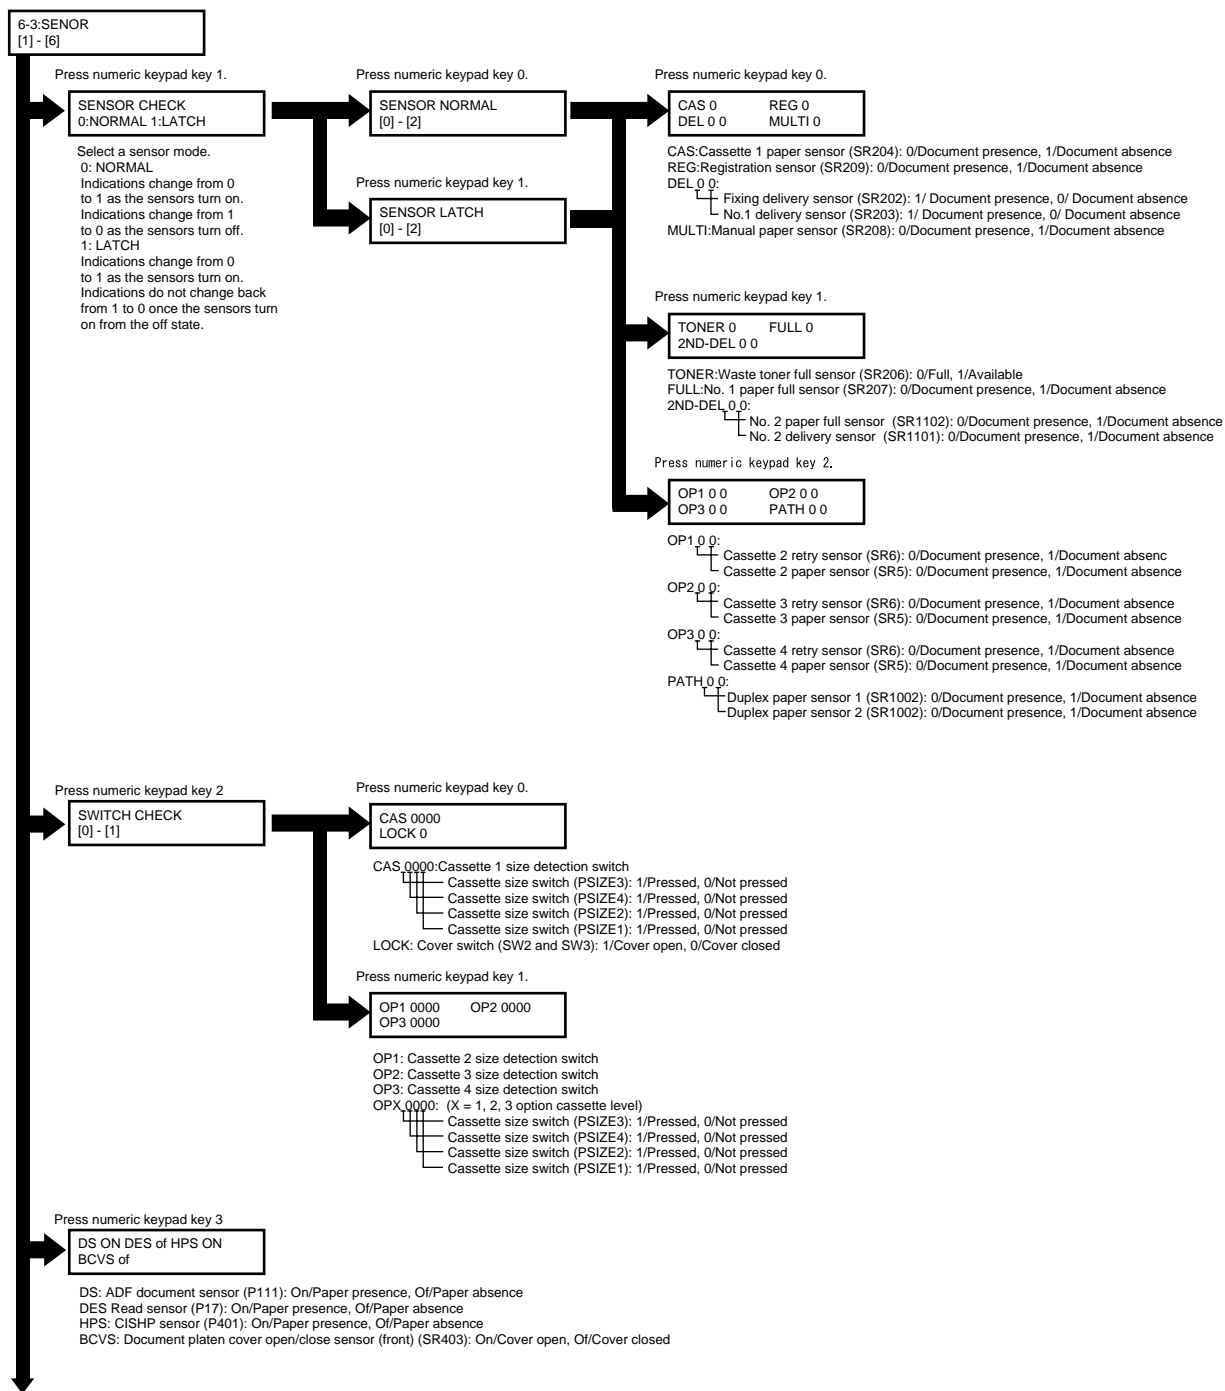 6-3:SENOR
[1] - [6]
Press numeric keypad key 1.
SENSOR CHECK
0:NORMAL 1:LATCH
Select a sensor mode.
0: NORMAL
Indications change from 0
to 1 as the sensors turn on.
Indications change from 1
to 0 as the sensors turn off.
1: LATCH
Indications change from 0
to 1 as the sensors turn on.
Indications do not change back
from 1 to 0 once the sensors turn
on from the off state.
Press numeric keypad key 0.
SENSOR NORMAL
[0] - [2]
Press numeric keypad key 1.
SENSOR LATCH
[0] - [2]
Press numeric keypad key 0.
CAS 0 REG 0
DEL 0 0 MULTI 0
CAS:Cassette 1 paper sensor (SR204): 0/Document presence, 1/Document absence
REG:Registration sensor (SR209): 0/Document presence, 1/Document absence
DEL 0 0:
Fixing delivery sensor (SR202): 1/ Document presence, 0/ Document absence
No.1 delivery sensor (SR203): 1/ Document presence, 0/ Document absence
MULTI:Manual paper sensor (SR208): 0/Document presence, 1/Document absence
Press numeric keypad key 1.
TONER 0 FULL 0
2ND-DEL 0 0
TONER:Waste toner full sensor (SR206): 0/Full, 1/Available
FULL:No. 1 paper full sensor (SR207): 0/Document presence, 1/Document absence
2ND-DEL 0 0:
No. 2 paper full sensor (SR1102): 0/Document presence, 1/Document absence
No. 2 delivery sensor (SR1101): 0/Document presence, 1/Document absence
Press numeric keypad key 2.
OP1 0 0 OP2 0 0
OP3 0 0 PATH 0 0
OP1 0 0:
Cassette 2 retry sensor (SR6): 0/Document presence, 1/Document absenc
Cassette 2 paper sensor (SR5): 0/Document presence, 1/Document absence
OP2 0 0:
Cassette 3 retry sensor (SR6): 0/Document presence, 1/Document absence
Cassette 3 paper sensor (SR5): 0/Document presence, 1/Document absence
OP3 0 0:
Cassette 4 retry sensor (SR6): 0/Document presence, 1/Document absence
Cassette 4 paper sensor (SR5): 0/Document presence, 1/Document absence
PATH 0 0:
Duplex paper sensor 1 (SR1002): 0/Document presence, 1/Document absence
Duplex paper sensor 2 (SR1002): 0/Document presence, 1/Document absence
Press numeric keypad key 2
SWITCH CHECK
[0] - [1]
Press numeric keypad key 0.
CAS 0000
LOCK 0
CAS 0000:Cassette 1 size detection switch
Cassette size switch (PSIZE3): 1/Pressed, 0/Not pressed
Cassette size switch (PSIZE4): 1/Pressed, 0/Not pressed
Cassette size switch (PSIZE2): 1/Pressed, 0/Not pressed
Cassette size switch (PSIZE1): 1/Pressed, 0/Not pressed
LOCK: Cover switch (SW2 and SW3): 1/Cover open, 0/Cover closed
Press numeric keypad key 1.
OP1 0000 OP2 0000
OP3 0000
OP1: Cassette 2 size detection switch
OP2: Cassette 3 size detection switch
OP3: Cassette 4 size detection switch
OPX 0000: (X = 1, 2, 3 option cassette level)
Cassette size switch (PSIZE3): 1/Pressed, 0/Not pressed
Cassette size switch (PSIZE4): 1/Pressed, 0/Not pressed
Cassette size switch (PSIZE2): 1/Pressed, 0/Not pressed
Cassette size switch (PSIZE1): 1/Pressed, 0/Not pressed
Press numeric keypad key 3
DS ON DES of HPS ON
BCVS of
DS: ADF document sensor (P111): On/Paper presence, Of/Paper absence
DES Read sensor (P17): On/Paper presence, Of/Paper absence
HPS: CISHP sensor (P401): On/Paper presence, Of/Paper absence
BCVS: Document platen cover open/close sensor (front) (SR403): On/Cover open, Of/Cover closed